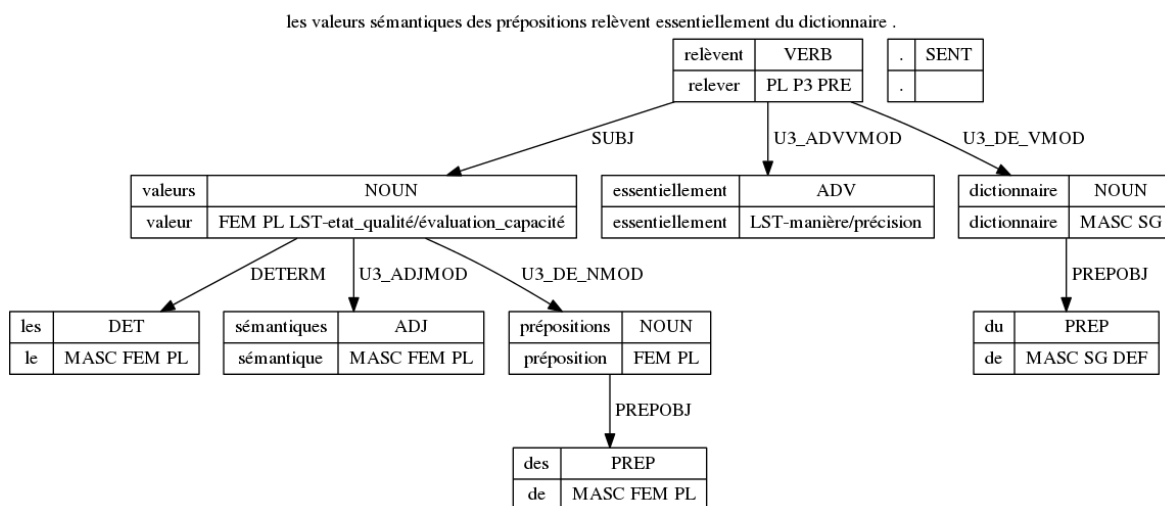 les valeurs sémantiques des prépositions relèvent essentiellement du dictionnaire .
relèvent VERB . SENT
relever PL P3 PRE .
SUBJ U3_ADVVMOD U3_DE_VMOD
valeurs NOUN essentiellement ADV dictionnaire NOUN
valeur FEM PL LST-etat_qualité/évaluation_capacité essentiellement LST-manière/précision dictionnaire MASC SG
DETERM U3_ADJMOD U3_DE_NMOD PREPOBJ
les DET sémantiques ADJ prépositions NOUN du PREP
le MASC FEM PL sémantique MASC FEM PL préposition FEM PL de MASC SG DEF
PREPOBJ
des PREP
de MASC FEM PL